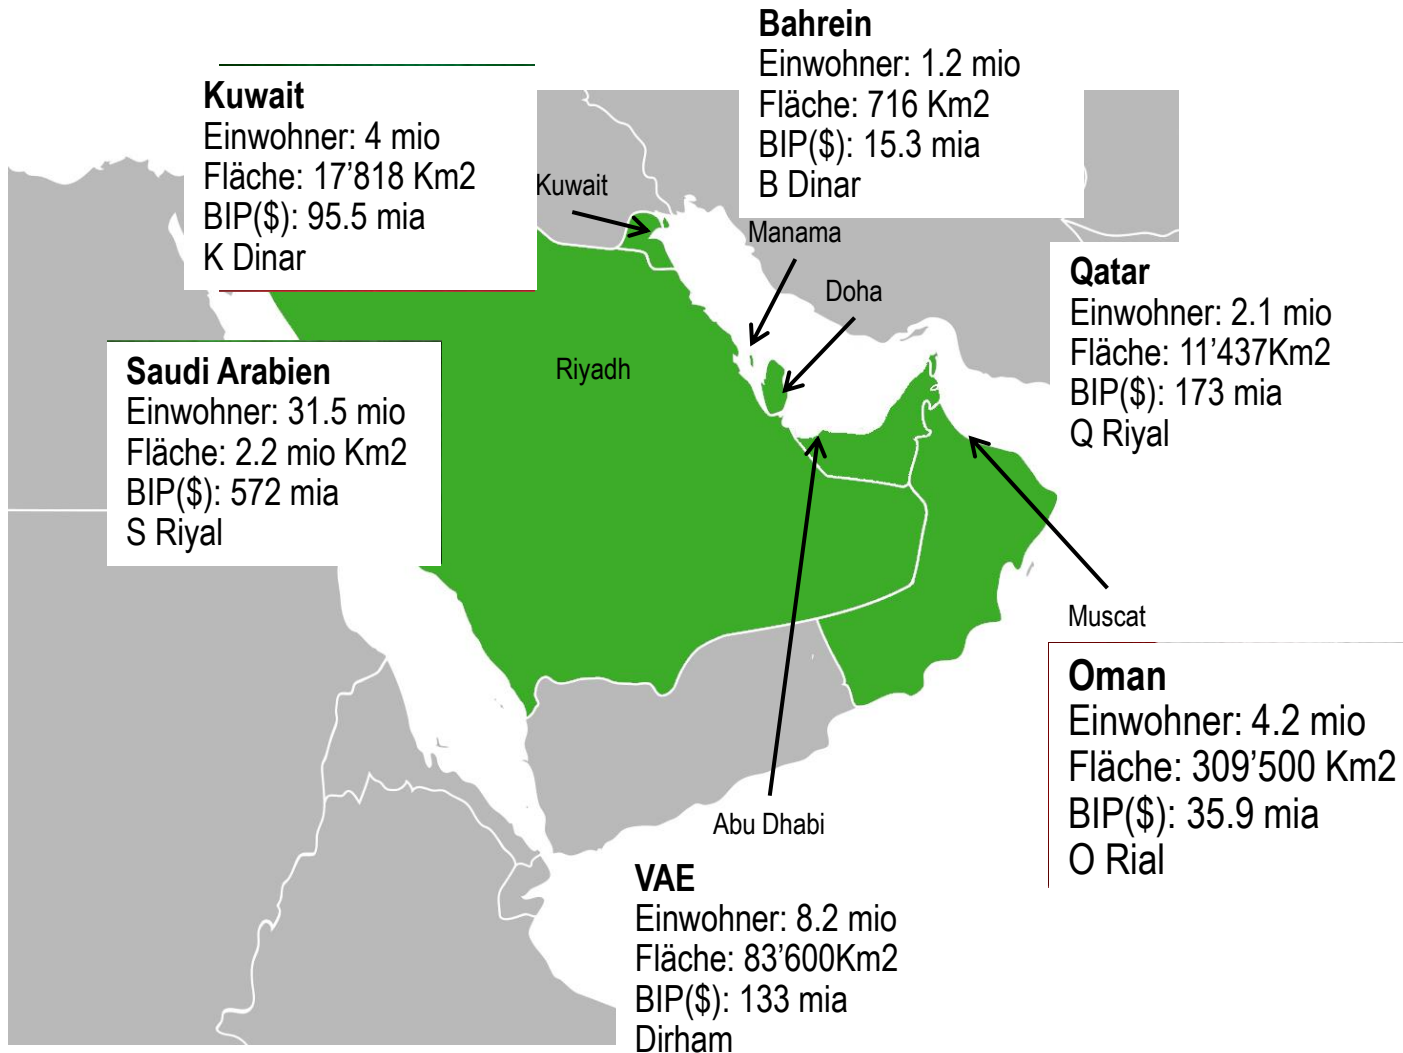 Bahrein
Einwohner: 1.2 mio
Fläche: 716 Km2
BIP($): 15.3 mia
B Dinar
Kuwait
Einwohner: 4 mio
Fläche: 17’818 Km2
BIP($): 95.5 mia
K Dinar
Kuwait
Manama
Doha
Qatar
Einwohner: 2.1 mio
Fläche: 11’437Km2
BIP($): 173 mia
Q Riyal
Riyadh
Saudi Arabien
Einwohner: 31.5 mio
Fläche: 2.2 mio Km2
BIP($): 572 mia
S Riyal
Muscat
Oman
Einwohner: 4.2 mio
Fläche: 309’500 Km2
BIP($): 35.9 mia
O Rial
Abu Dhabi
VAE
Einwohner: 8.2 mio
Fläche: 83’600Km2
BIP($): 133 mia
Dirham